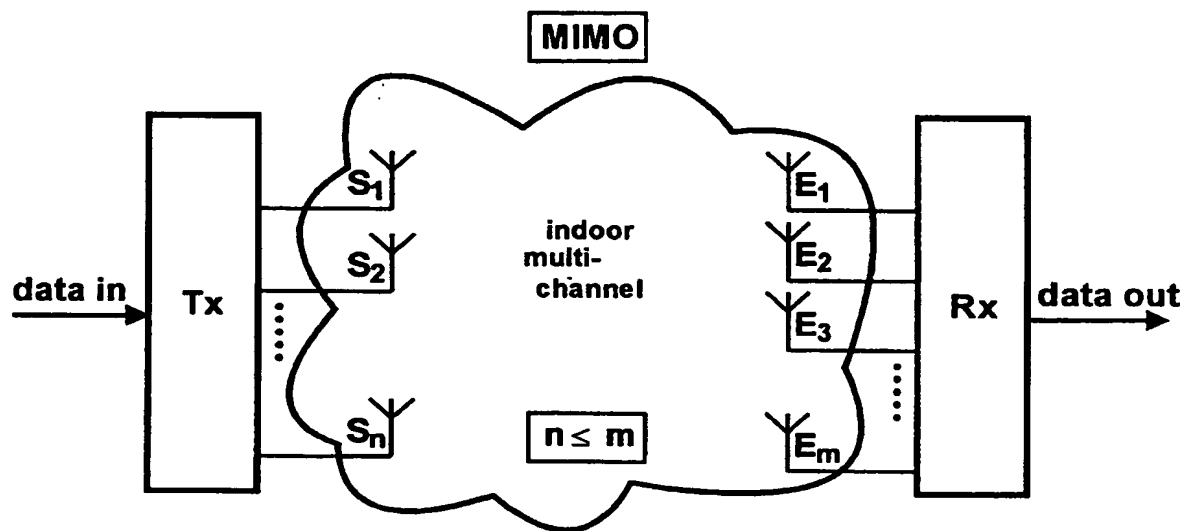 MIMO
S₁
E₁
indoor
multi-
channel
S₂
E₂
data in
Tx
E₃
Rx
data out
Sₙ
n ≤ m
Eₘ